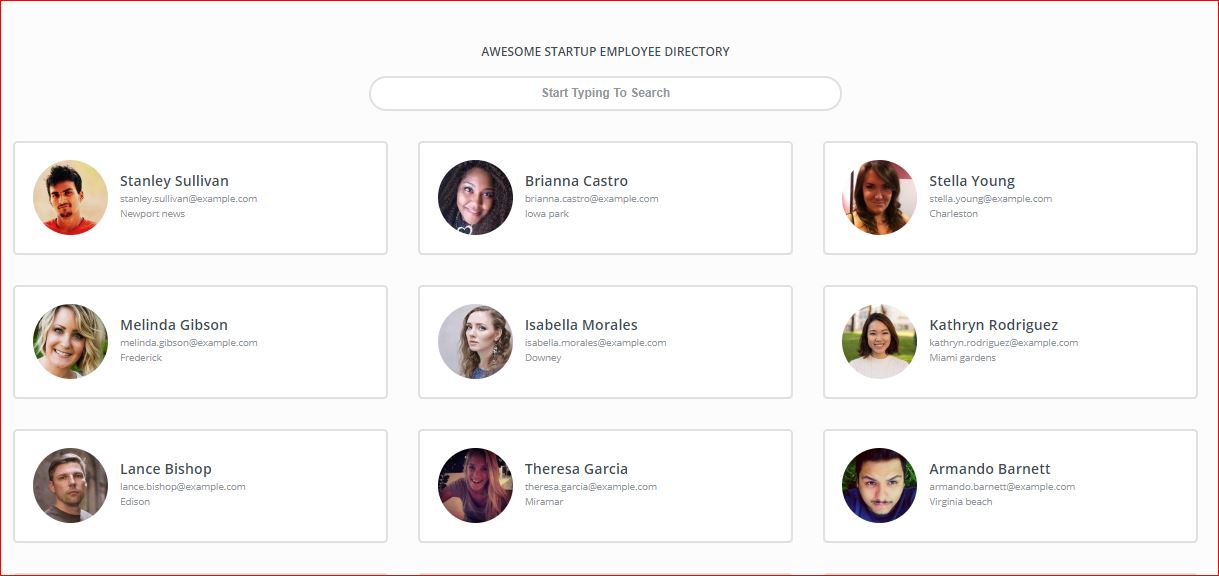 AWESOME STARTUP EMPLOYEE DIRECTORY
Start Typing To Search
Stanley Sullivan
stanley.sullivan@example.com
Newport news
Brianna Castro
brianna.castro@example.com
Iowa park
Stella Young
stella.young@example.com
Charleston
Melinda Gibson
melinda.gibson@example.com
Frederick
Isabella Morales
isabella.morales@example.com
Downey
Kathryn Rodriguez
kathryn.rodriguez@example.com
Miami gardens
Lance Bishop
lance.bishop@example.com
Edison
Theresa Garcia
theresa.garcia@example.com
Miramar
Armando Barnett
armando.barnett@example.com
Virginia beach